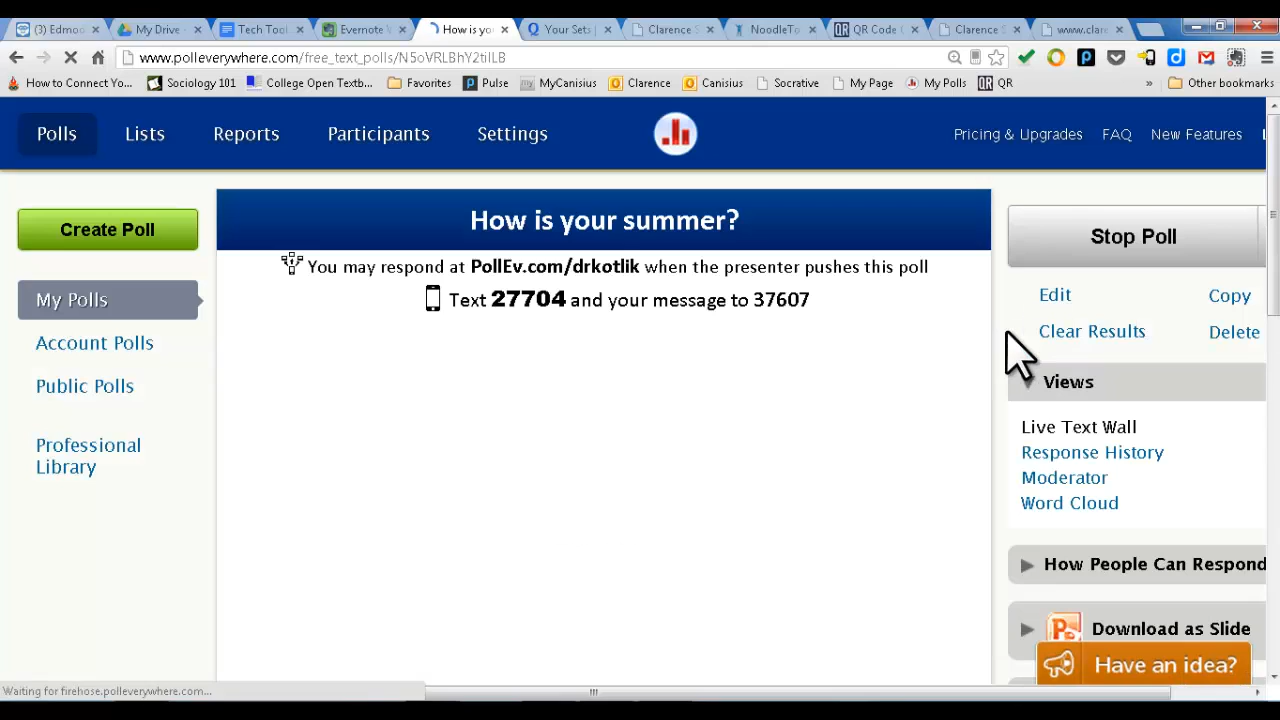 (3) Edmo
My Drive
Tech Tool
Evernote
How is yo
Your Sets |
Clarence S
NoodleTo
QR Code
Clarence S
www.clare
www.polleverywhere.com/free_text_polls/N5oVRLBhY2tilLB
How to Connect Yo...
Sociology 101
College Open Textb...
Favorites
Pulse
MyCanisius
Clarence
Canisius
Socrative
My Page
My Polls
QR
»
Other bookmarks
Polls
Lists
Reports
Participants
Settings
Pricing & Upgrades
FAQ
New Features
Create Poll
My Polls
Account Polls
Public Polls
Professional
Library
How is your summer?
You may respond at PollEv.com/drkotlik when the presenter pushes this poll
Text 27704 and your message to 37607
Stop Poll
Edit
Copy
Clear Results
Delete
Views
Live Text Wall
Response History
Moderator
Word Cloud
How People Can Respond
Download as Slide
Have an idea?
Waiting for firehose.polleverywhere.com...